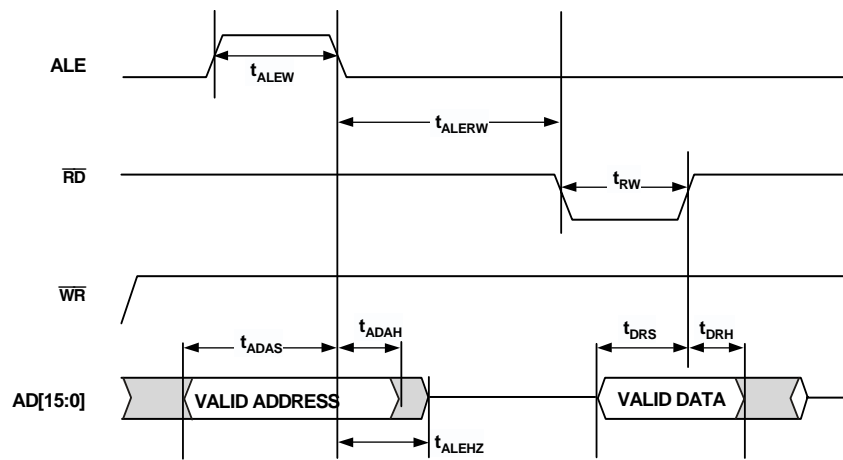 ALE
tALEW
tALERW
RD
tRW
WR
tADAS
tADAH
tDRS
tDRH
AD[15:0]
VALID ADDRESS
VALID DATA
tALEHZ